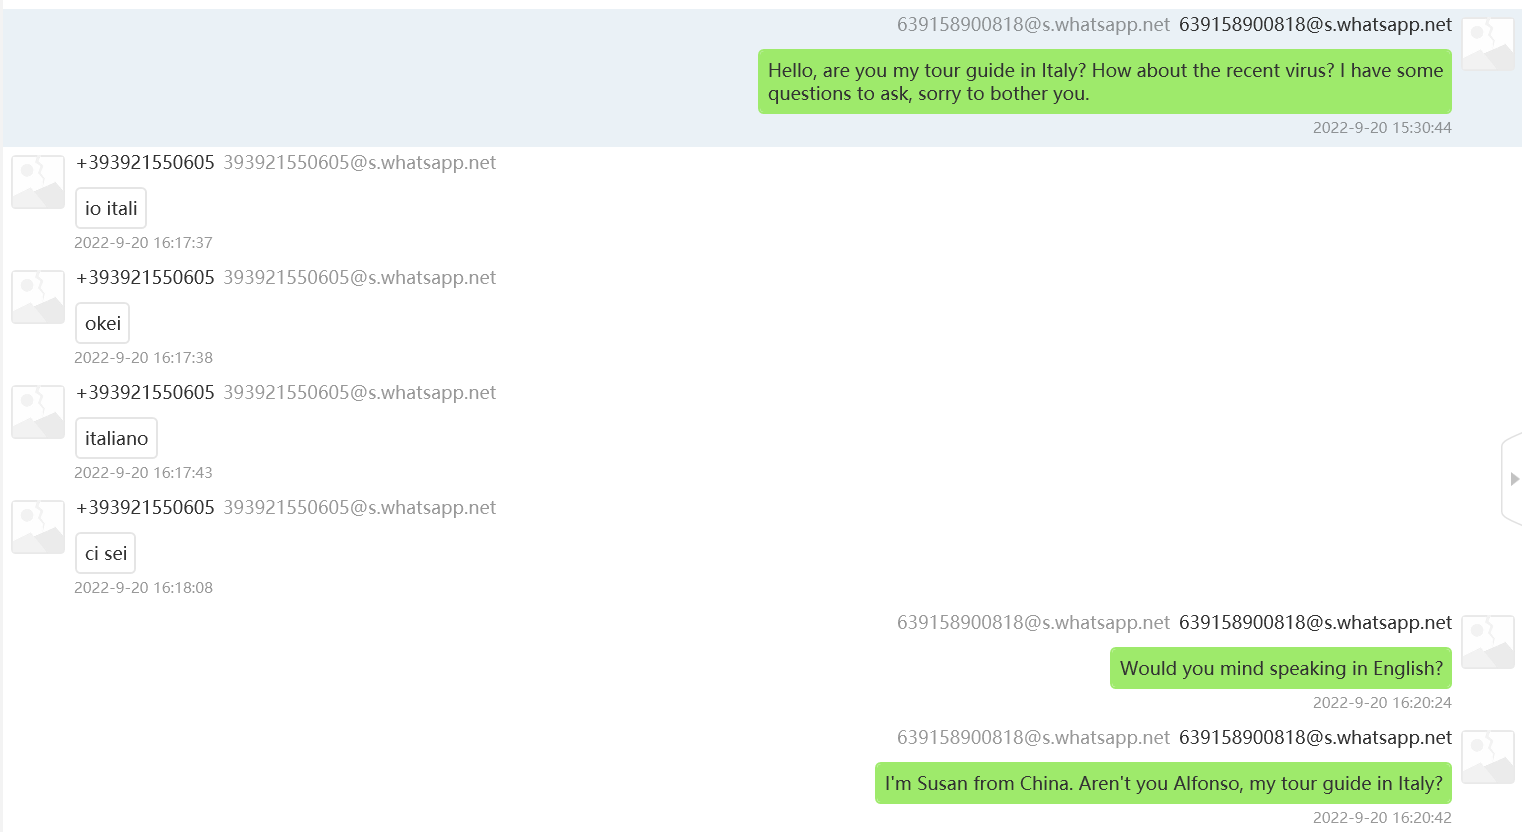 639158900818@s.whatsapp.net 639158900818@s.whatsapp.net
Hello, are you my tour guide in Italy? How about the recent virus? I have some
questions to ask, sorry to bother you.
2022-9-20 15:30:44
+393921550605 393921550605@s.whatsapp.net
io itali
2022-9-20 16:17:37
+393921550605 393921550605@s.whatsapp.net
okei
2022-9-20 16:17:38
+393921550605 393921550605@s.whatsapp.net
italiano
2022-9-20 16:17:43
+393921550605 393921550605@s.whatsapp.net
ci sei
2022-9-20 16:18:08
639158900818@s.whatsapp.net 639158900818@s.whatsapp.net
Would you mind speaking in English?
2022-9-20 16:20:24
639158900818@s.whatsapp.net 639158900818@s.whatsapp.net
I'm Susan from China. Aren't you Alfonso, my tour guide in Italy?
2022-9-20 16:20:42